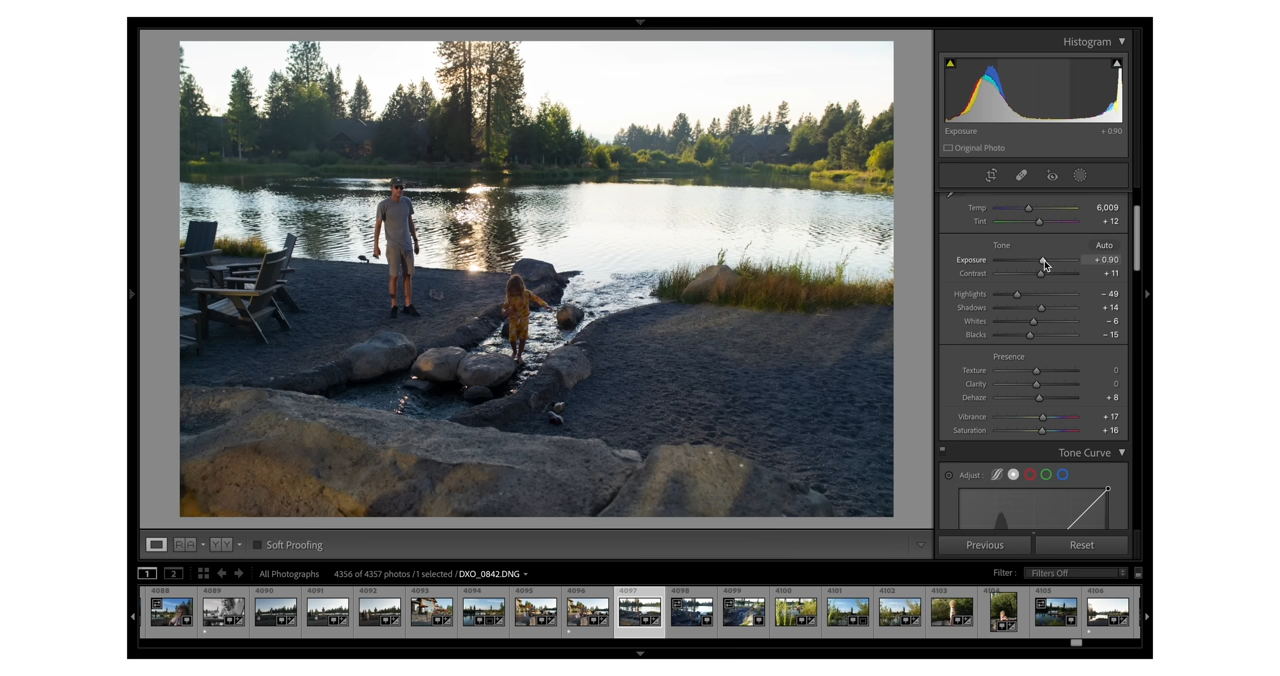 Histogram
Exposure + 0.90
Original Photo
Temp 6,009
Tint + 12
Tone Auto
Exposure + 0.90
Contrast + 11
Highlights − 49
Shadows + 14
Whites − 6
Blacks − 15
Presence
Texture 0
Clarity 0
Dehaze + 8
Vibrance + 17
Saturation + 16
Tone Curve
Adjust :
R A Y Y Soft Proofing Previous Reset
1 2 All Photographs 4356 of 4357 photos / 1 selected / DXO_0842.DNG Filter : Filters Off
4088 4089 4090 4091 4092 4093 4094 4095 4096 4097 4098 4099 4100 4101 4102 4103 4104 4105 4106